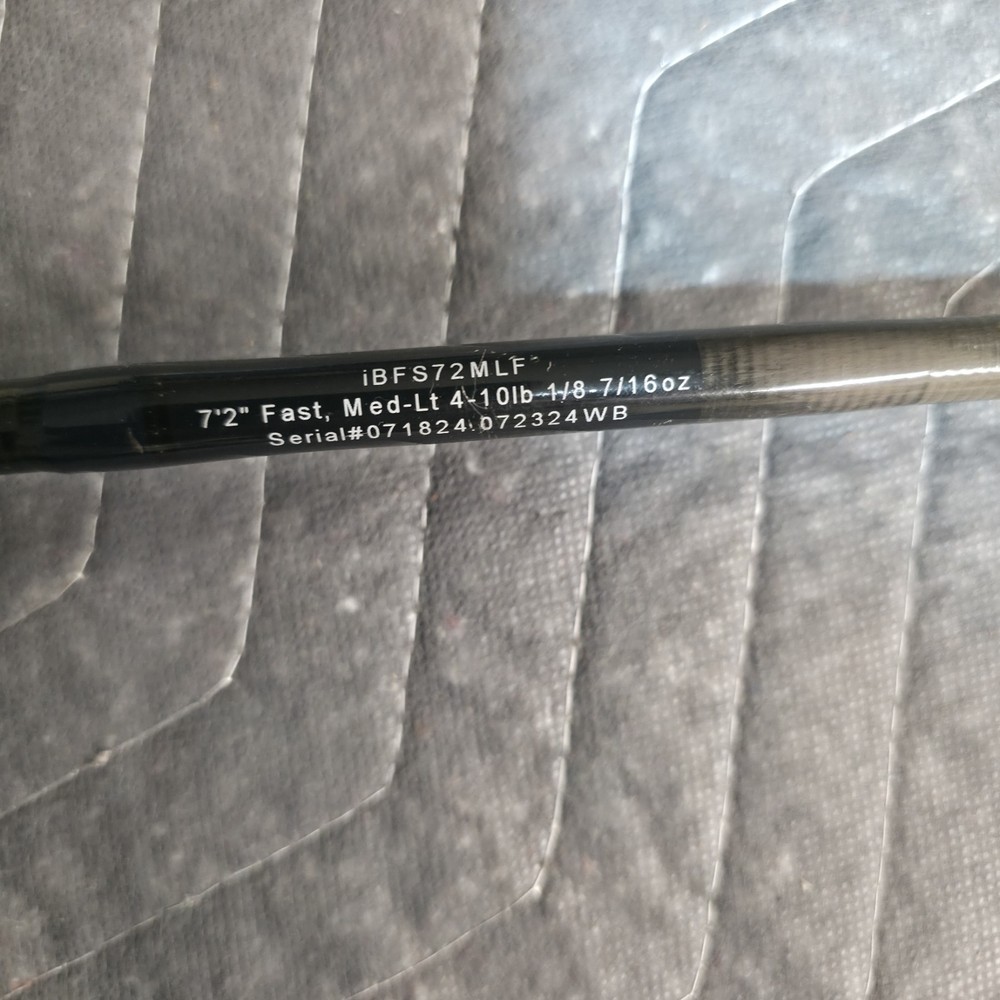 iBFS72MLF
7'2" Fast, Med-Lt 4-10lb 1/8-7/16oz
Serial#071824 072324WB